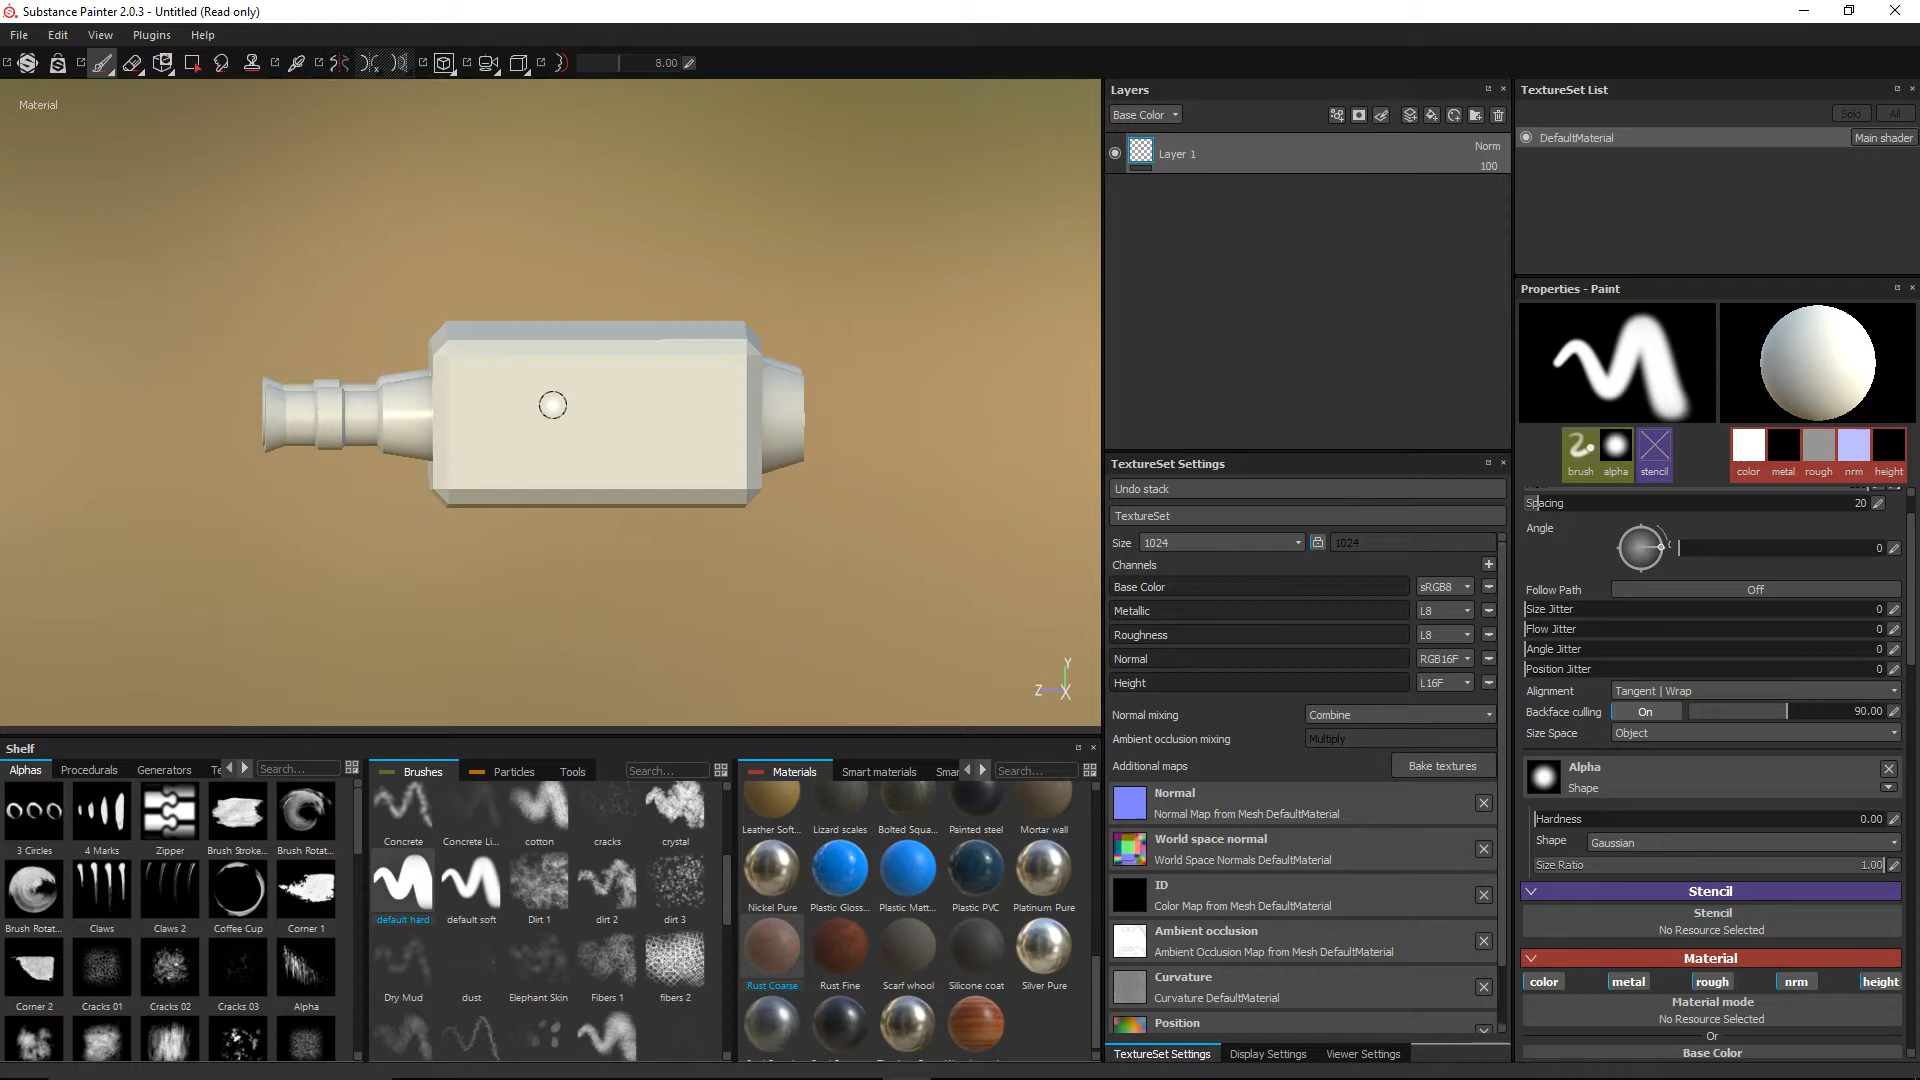 Substance Painter 2.0.3 - Untitled (Read only)
File Edit View Plugins Help
8.00
Material
Y
Z X
Layers
Base Color
Layer 1
Norm
100
TextureSet Settings
Undo stack
TextureSet
Size 1024 1024
Channels
Base Color sRGB8
Metallic L8
Roughness L8
Normal RGB16F
Height L16F
Normal mixing Combine
Ambient occlusion mixing Multiply
Additional maps Bake textures
Normal
Normal Map from Mesh DefaultMaterial
World space normal
World Space Normals DefaultMaterial
ID
Color Map from Mesh DefaultMaterial
Ambient occlusion
Ambient Occlusion Map from Mesh DefaultMaterial
Curvature
Curvature DefaultMaterial
Position
TextureSet Settings Display Settings Viewer Settings
TextureSet List
Solo All
DefaultMaterial Main shader
Properties - Paint
brush alpha stencil color metal rough nrm height
Spacing 20
Angle 0
Follow Path Off
Size Jitter 0
Flow Jitter 0
Angle Jitter 0
Position Jitter 0
Alignment Tangent | Wrap
Backface culling On 90.00
Size Space Object
Alpha
Shape
Hardness 0.00
Shape Gaussian
Size Ratio 1.00
Stencil
Stencil
No Resource Selected
Material
color metal rough nrm height
Material mode
No Resource Selected
Or
Base Color
Shelf
Alphas Procedurals Generators Te Search...
3 Circles 4 Marks Zipper Brush Stroke... Brush Rotat...
Brush Rotat... Claws Claws 2 Coffee Cup Corner 1
Corner 2 Cracks 01 Cracks 02 Cracks 03 Alpha
Brushes Particles Tools Search...
Concrete Concrete Li... cotton cracks crystal
default hard default soft Dirt 1 dirt 2 dirt 3
Dry Mud dust Elephant Skin Fibers 1 fibers 2
Materials Smart materials Smar Search...
Leather Soft... Lizard scales Bolted Squa... Painted steel Mortar wall
Nickel Pure Plastic Gloss... Plastic Matt... Plastic PVC Platinum Pure
Rust Coarse Rust Fine Scarf whool Silicone coat Silver Pure